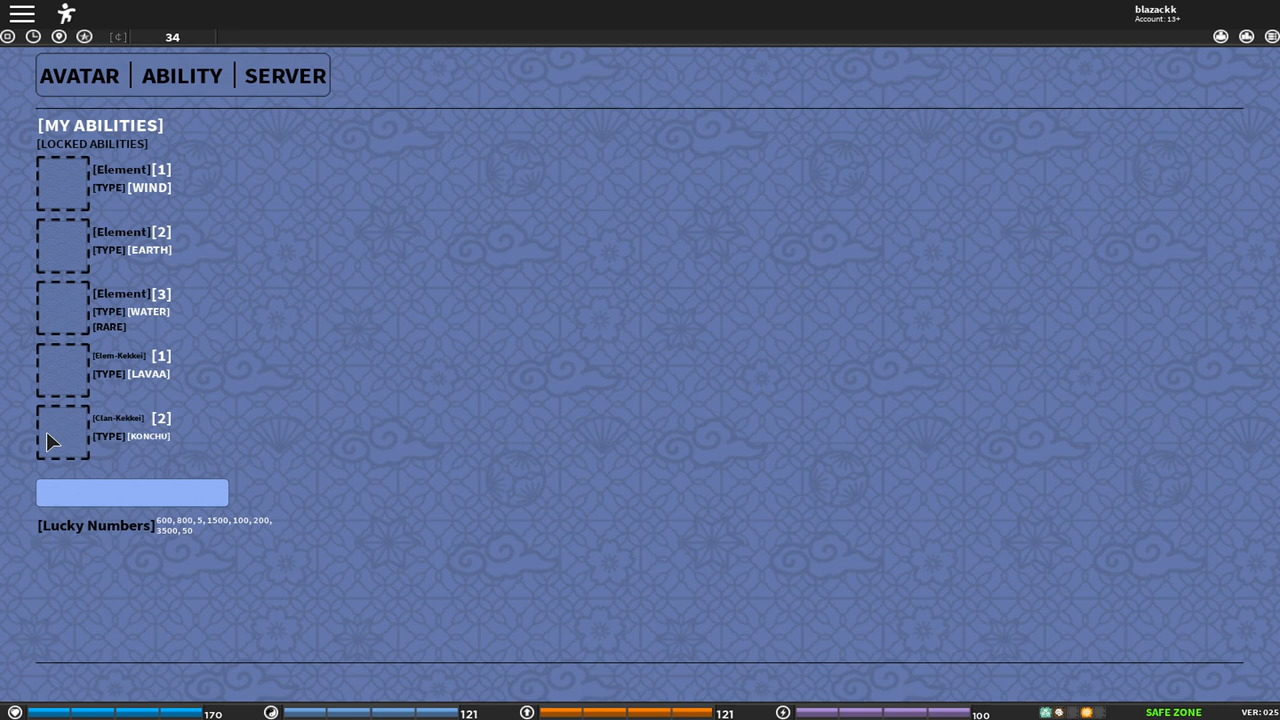 blazackk
Account: 13+
[¢] 34
AVATAR | ABILITY | SERVER
[MY ABILITIES]
[LOCKED ABILITIES]
[Element] [1]
[TYPE] [WIND]
[Element] [2]
[TYPE] [EARTH]
[Element] [3]
[TYPE] [WATER]
[RARE]
[Elem-Kekkei] [1]
[TYPE] [LAVAA]
[Clan-Kekkei] [2]
[TYPE] [KONCHU]
[Lucky Numbers] 600, 800, 5, 1500, 100, 200,
3500, 50
170 121 121 100 SAFE ZONE VER: 025